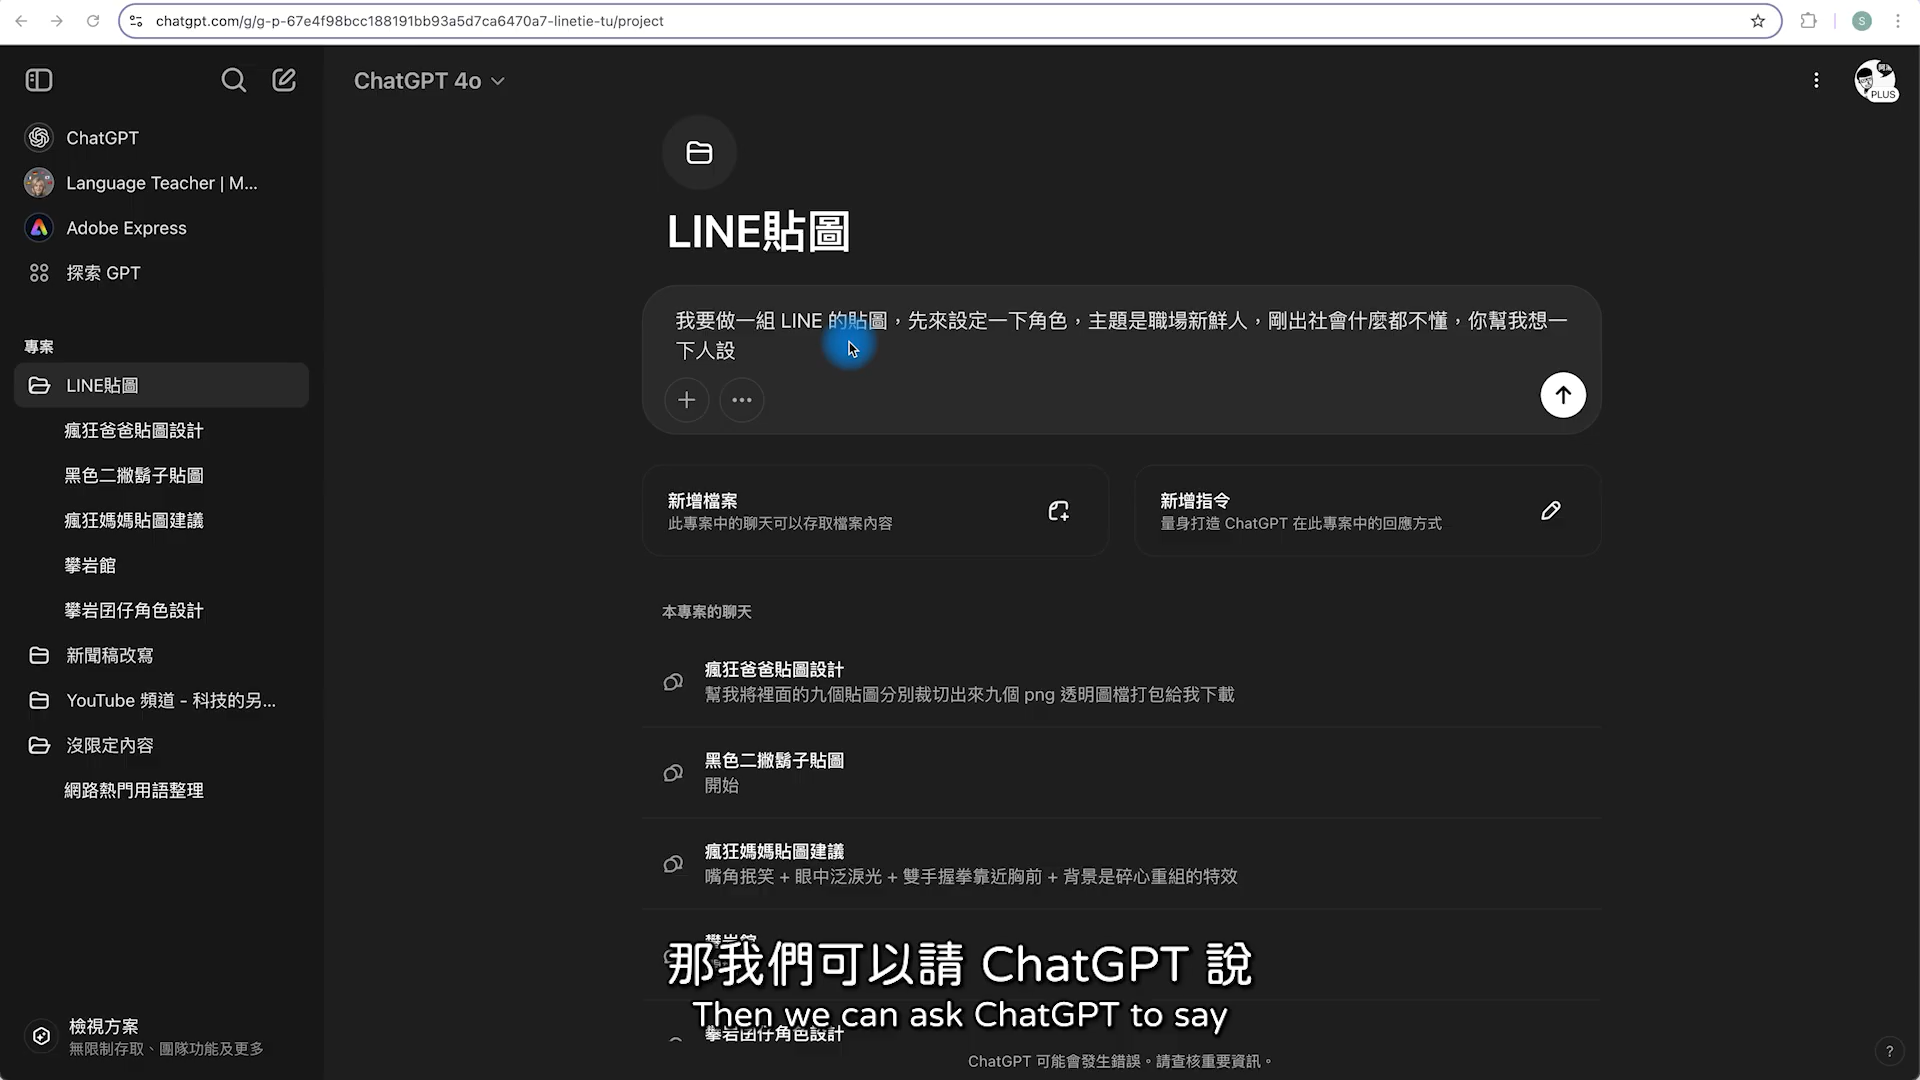 chatgpt.com/g/g-p-67e4f98bcc188191bb93a5d7ca6470a7-linetie-tu/project
S
ChatGPT 4o
PLUS
ChatGPT
Language Teacher | M...
Adobe Express
探索 GPT
專案
LINE貼圖
瘋狂爸爸貼圖設計
黑色二撇鬍子貼圖
瘋狂媽媽貼圖建議
攀岩館
攀岩囝仔角色設計
新聞稿改寫
YouTube 頻道 - 科技的另...
沒限定內容
網路熱門用語整理
檢視方案
無限制存取、團隊功能及更多
LINE貼圖
我要做一組 LINE 的貼圖，先來設定一下角色，主題是職場新鮮人，剛出社會什麼都不懂，你幫我想一
下人設
新增檔案
此專案中的聊天可以存取檔案內容
新增指令
量身打造 ChatGPT 在此專案中的回應方式
本專案的聊天
瘋狂爸爸貼圖設計
幫我將裡面的九個貼圖分別裁切出來九個 png 透明圖檔打包給我下載
黑色二撇鬍子貼圖
開始
瘋狂媽媽貼圖建議
嘴角抿笑 + 眼中泛淚光 + 雙手握拳靠近胸前 + 背景是碎心重組的特效
攀岩館
那我們可以請 ChatGPT 說
Then we can ask ChatGPT to say
攀岩囝仔角色設計
ChatGPT 可能會發生錯誤。請查核重要資訊。
?